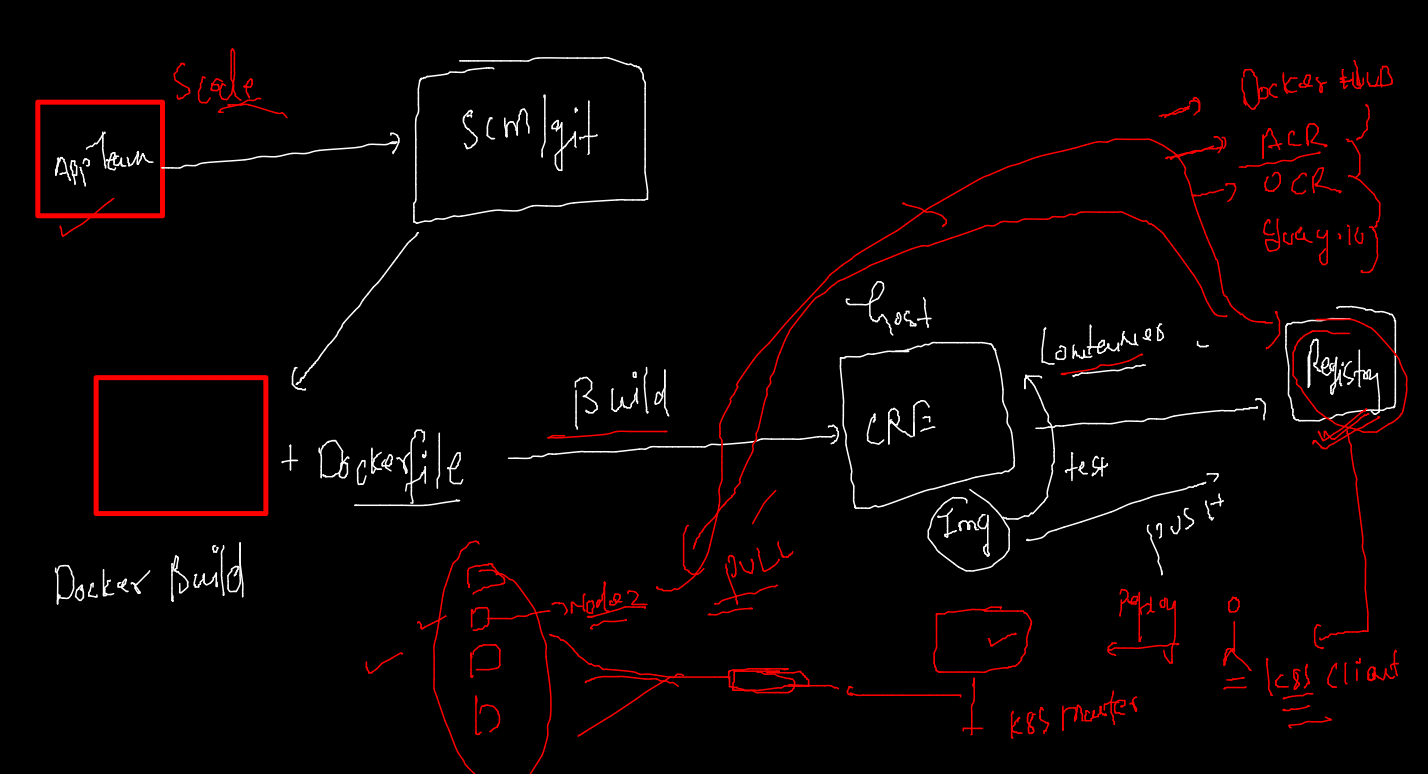 Scale
App Team
Scm/git
Docker HUB
ACR
OCR
Quay.io
host
Containers
Registry
Build
CRE
+ Dockerfile
test
Img
push
Docker Build
PULL
Node2
Deploy
K8S Client
K8S Master